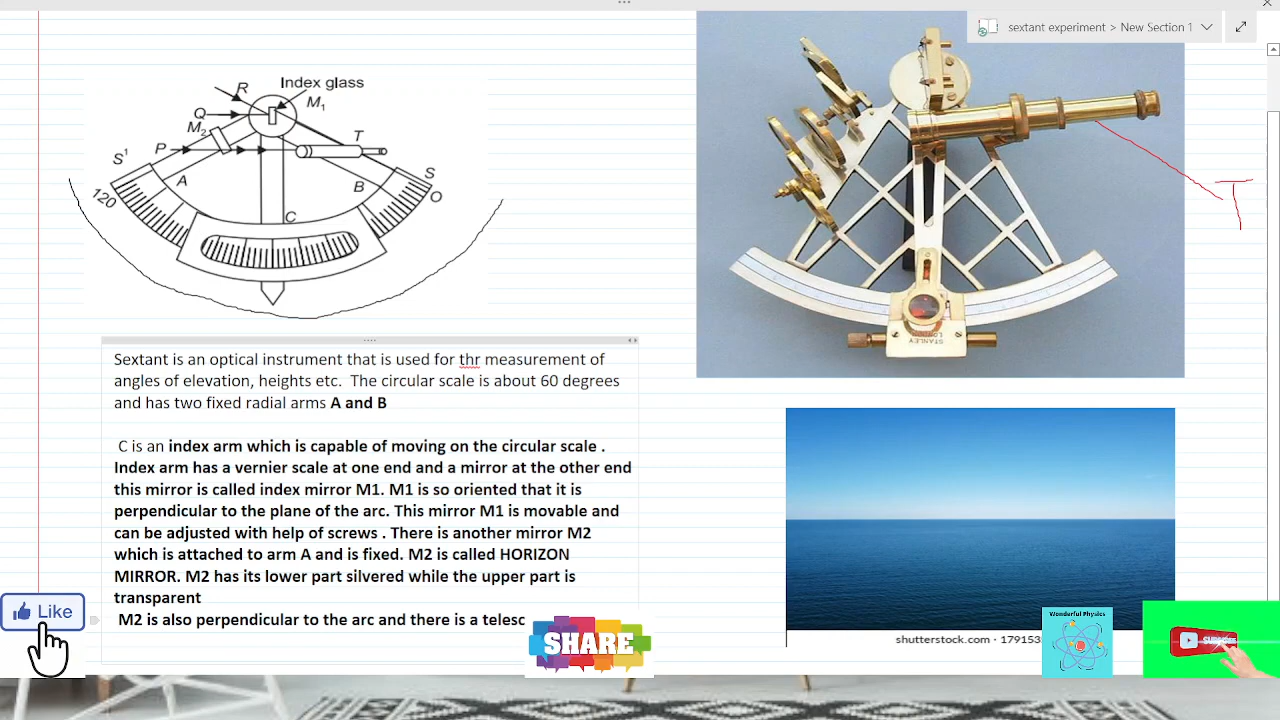 sextant experiment > New Section 1
R
Index glass
M1
Q
M2
T
P
S1
S
A
B
120
O
C
T
STANLEY
LONDON
Sextant is an optical instrument that is used for thr measurement of
angles of elevation, heights etc. The circular scale is about 60 degrees
and has two fixed radial arms A and B
C is an index arm which is capable of moving on the circular scale .
Index arm has a vernier scale at one end and a mirror at the other end
this mirror is called index mirror M1. M1 is so oriented that it is
perpendicular to the plane of the arc. This mirror M1 is movable and
can be adjusted with help of screws . There is another mirror M2
which is attached to arm A and is fixed. M2 is called HORIZON
MIRROR. M2 has its lower part silvered while the upper part is
transparent
M2 is also perpendicular to the arc and there is a telesc
Like
SHARE
shutterstock.com · 17915
Wonderful Physics
SUBSCRIBE